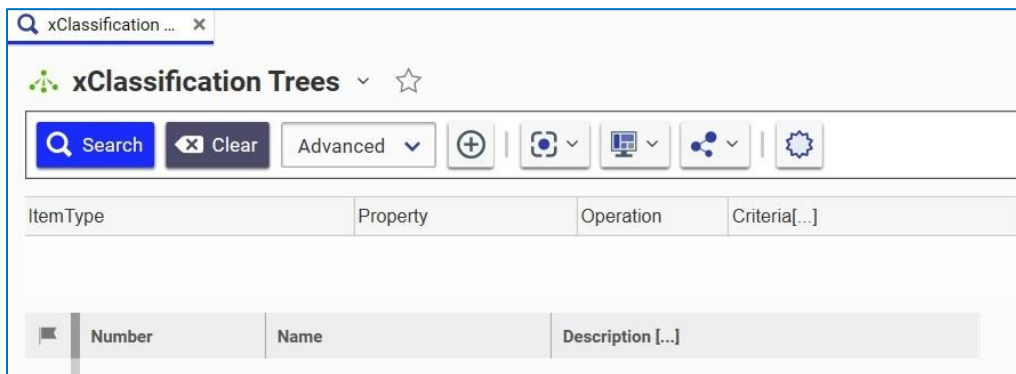 xClassification ...
xClassification Trees
Search Clear Advanced
ItemType Property Operation Criteria[...]
Number Name Description [...]